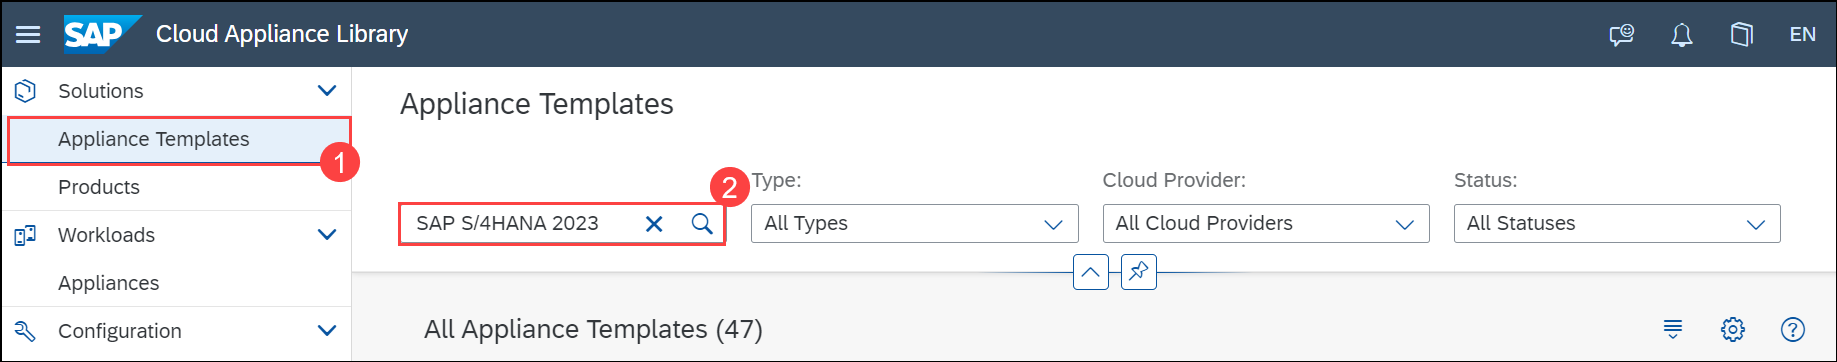 SAP Cloud Appliance Library EN
Solutions
Appliance Templates
1
Products
Workloads
Appliances
Configuration
Appliance Templates
2
SAP S/4HANA 2023
Type:
All Types
Cloud Provider:
All Cloud Providers
Status:
All Statuses
All Appliance Templates (47)